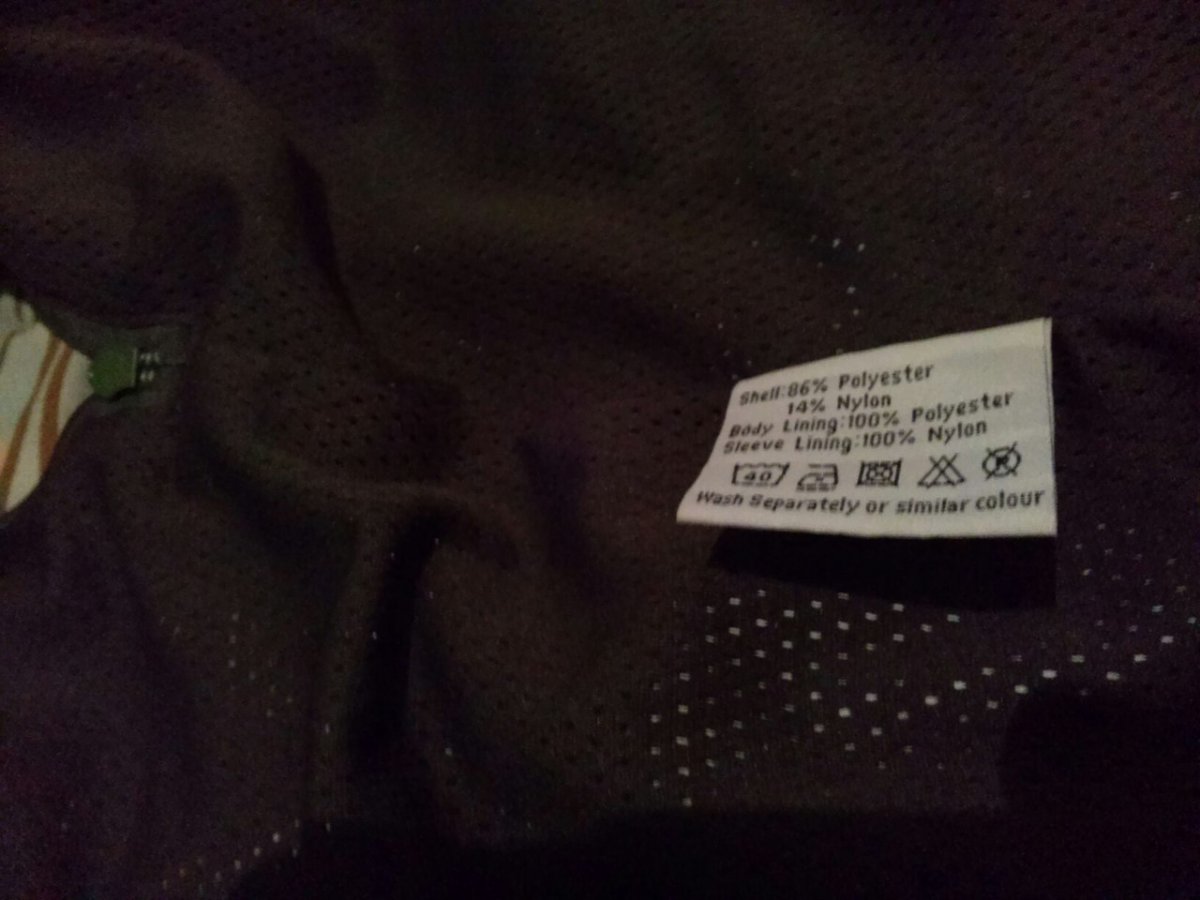 Shell:86% Polyester
14% Nylon
Body Lining:100% Polyester
Sleeve Lining:100% Nylon
40
Wash Separately or similar colour